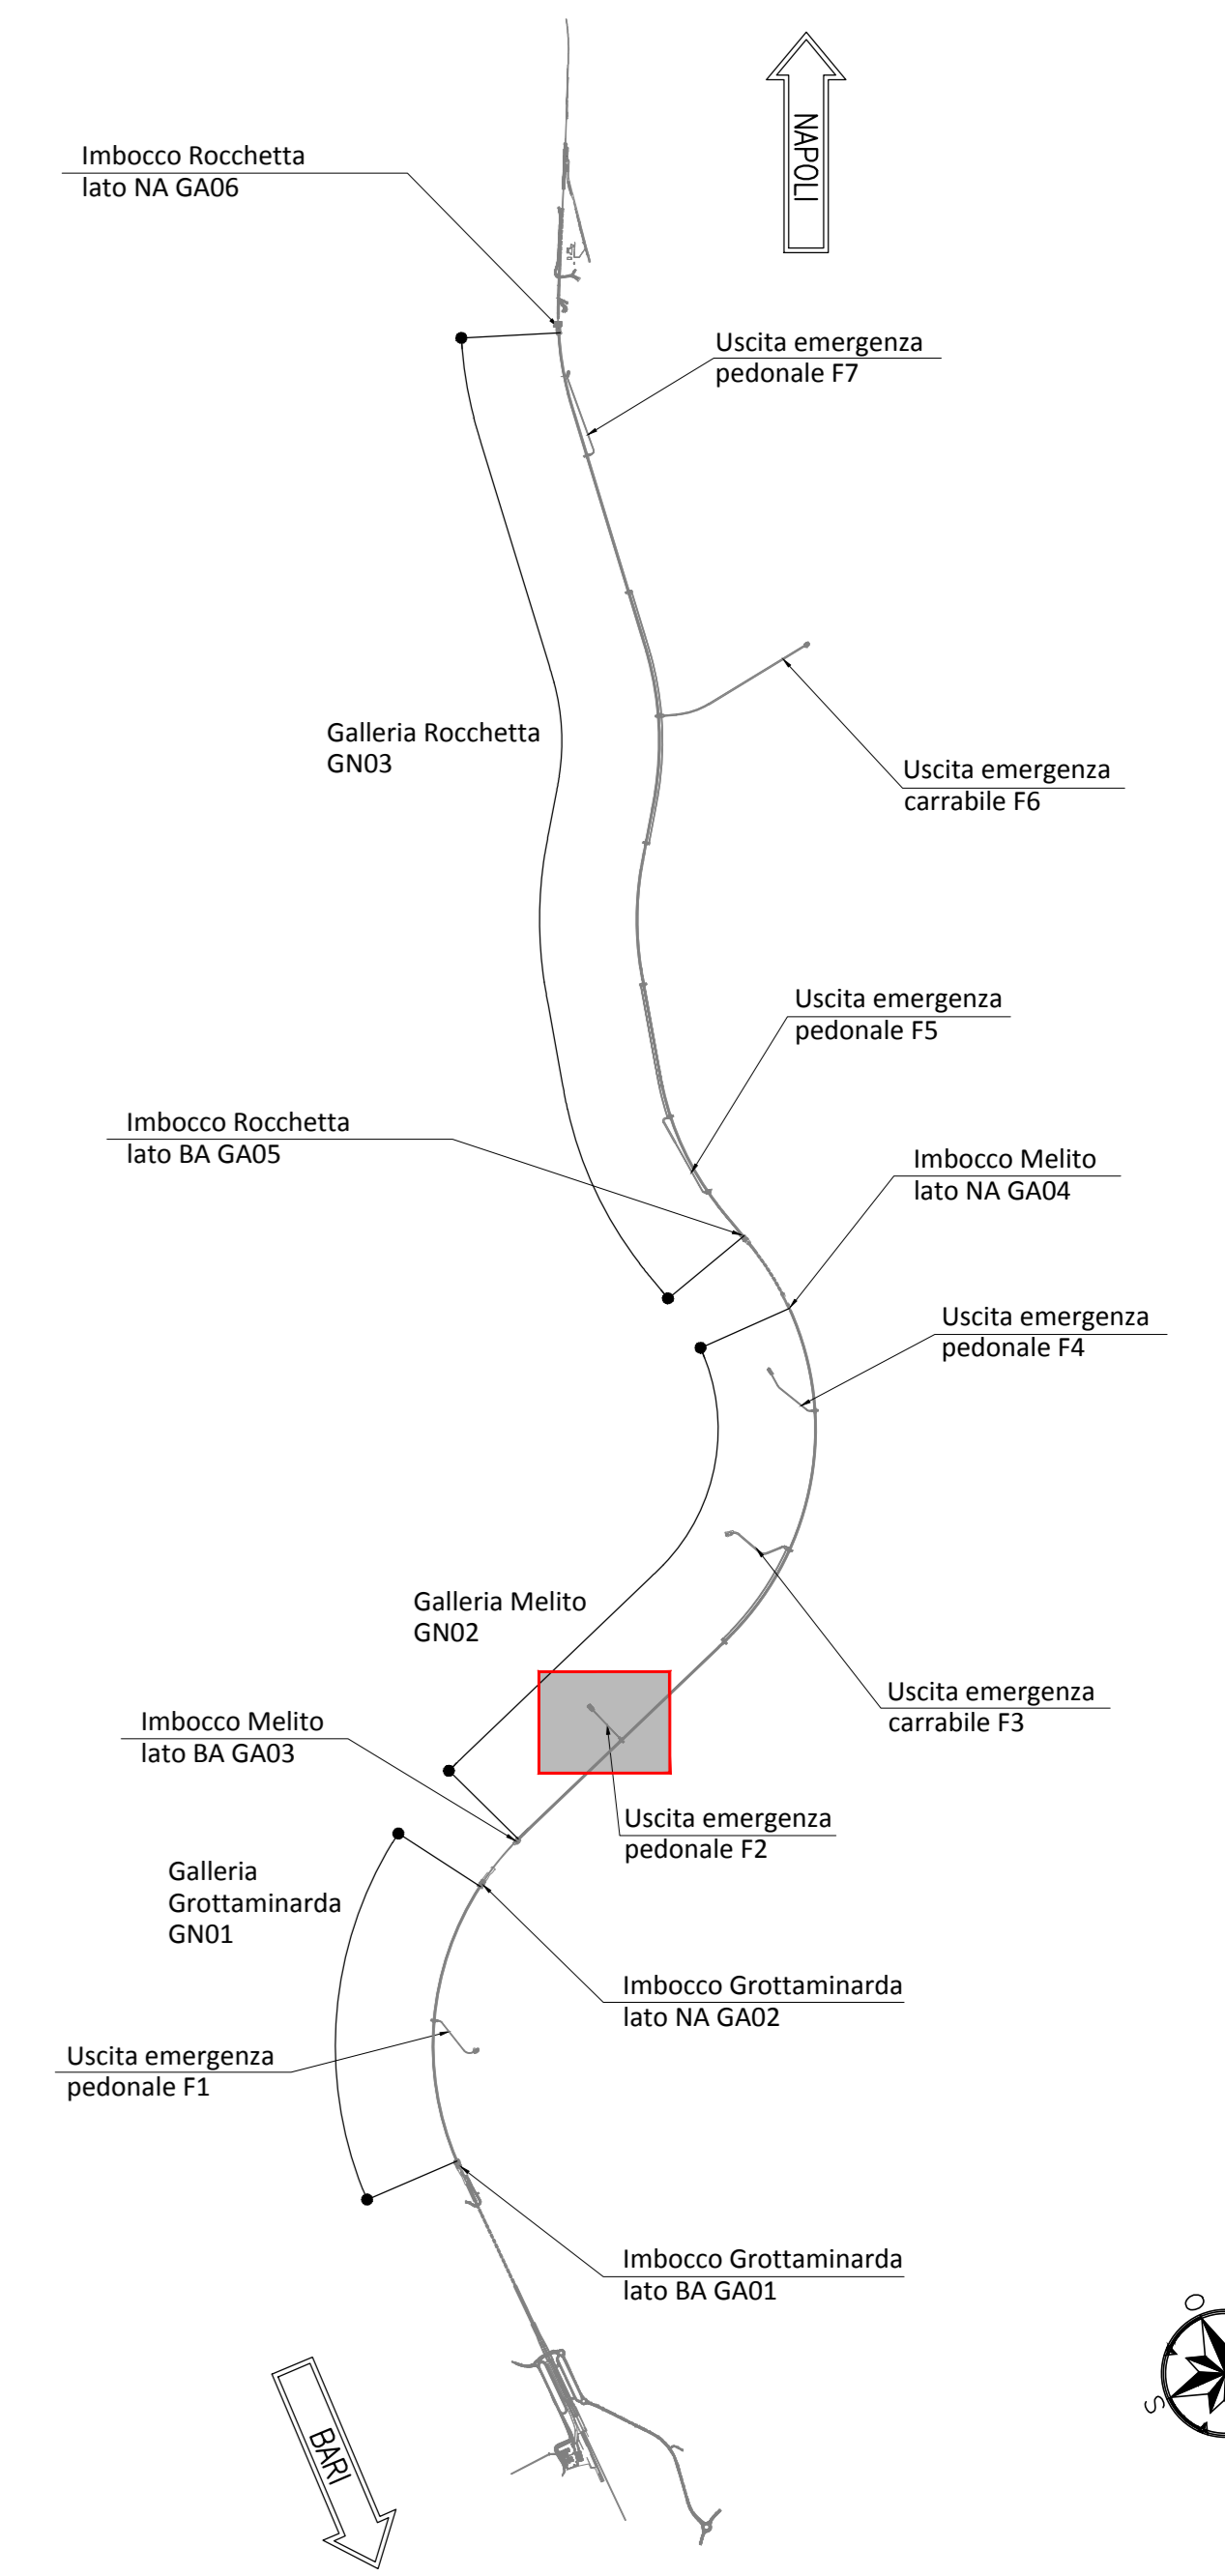 NAPOLI
Imbocco Rocchetta
lato NA GA06
Uscita emergenza
pedonale F7
Galleria Rocchetta
GN03
Uscita emergenza
carrabile F6
Uscita emergenza
pedonale F5
Imbocco Rocchetta
lato BA GA05
Imbocco Melito
lato NA GA04
Uscita emergenza
pedonale F4
Galleria Melito
GN02
Uscita emergenza
carrabile F3
Imbocco Melito
lato BA GA03
Uscita emergenza
pedonale F2
Galleria
Grottaminarda
GN01
Imbocco Grottaminarda
lato NA GA02
Uscita emergenza
pedonale F1
Imbocco Grottaminarda
lato BA GA01
O
S
BARI